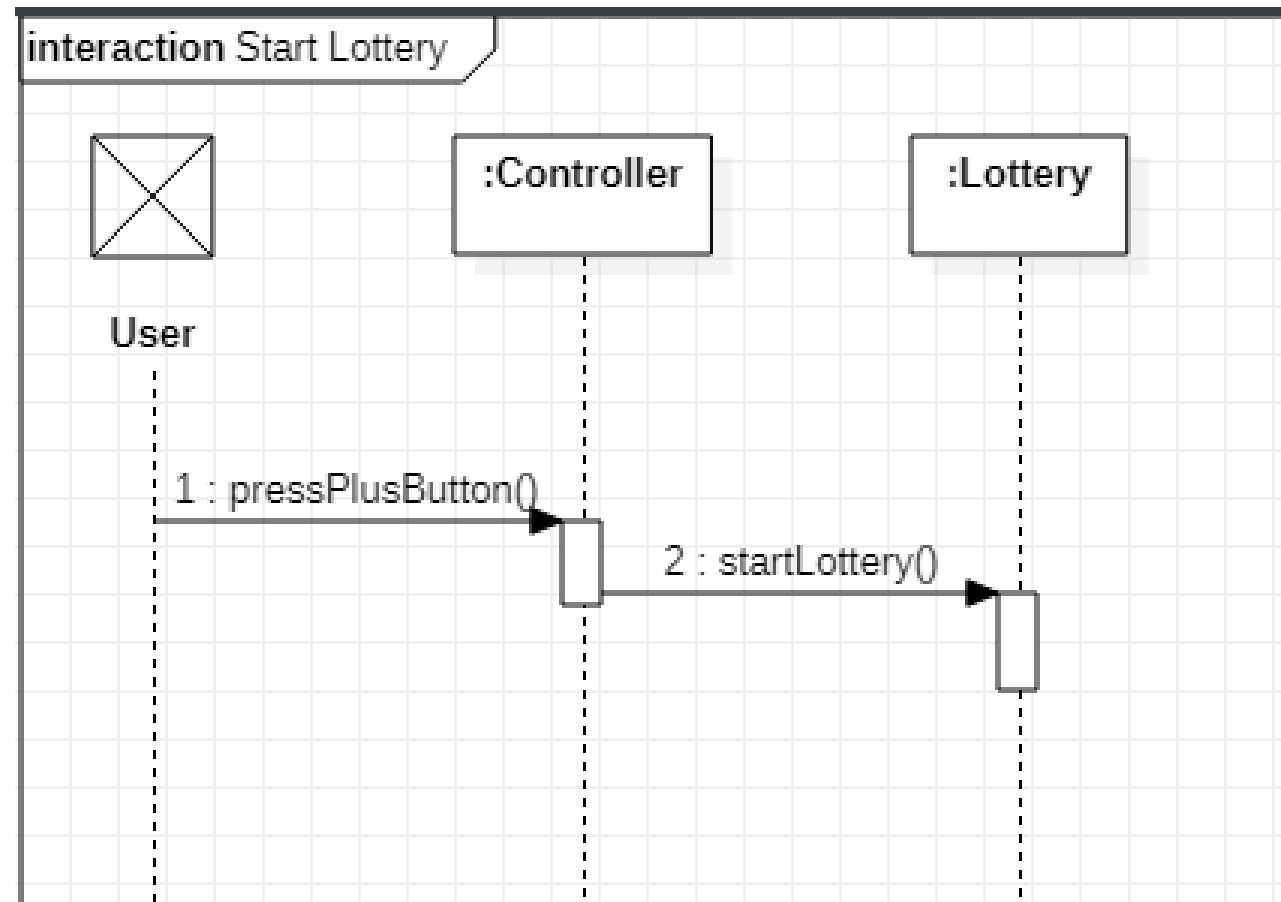 interaction Start Lottery
:Controller
:Lottery
User
1 : pressPlusButton()
2 : startLottery()